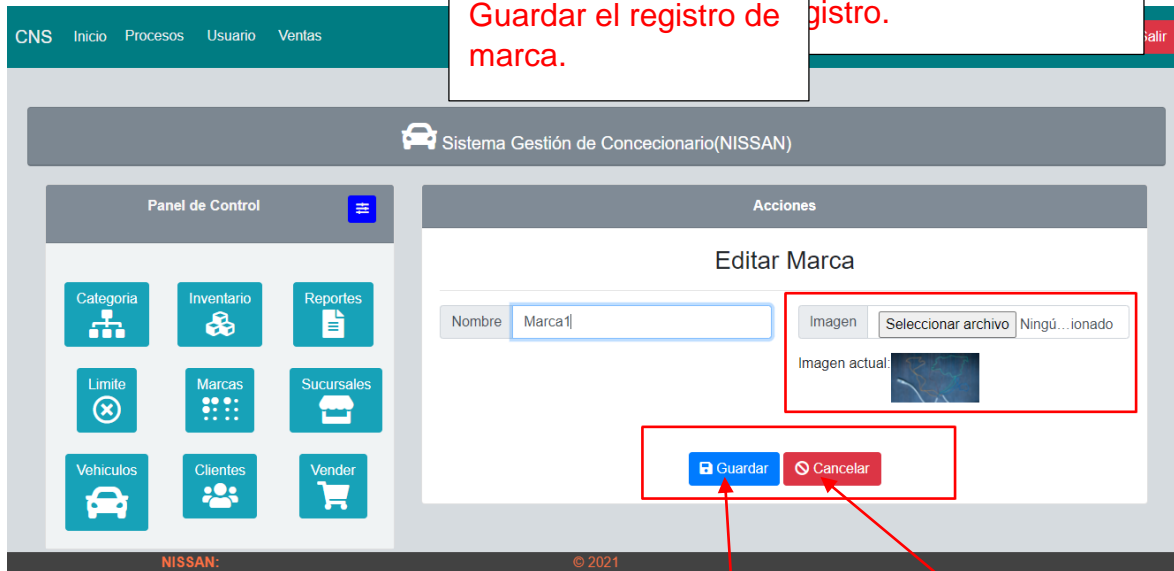 Guardar el registro de
marca.
gistro.
CNS Inicio Procesos Usuario Ventas
Salir
Sistema Gestión de Concecionario(NISSAN)
Panel de Control
Acciones
Editar Marca
Categoria Inventario Reportes
Nombre Marca1
Imagen Seleccionar archivo Ningú…ionado
Imagen actual:
Limite Marcas Sucursales
Vehiculos Clientes Vender
Guardar Cancelar
NISSAN: © 2021